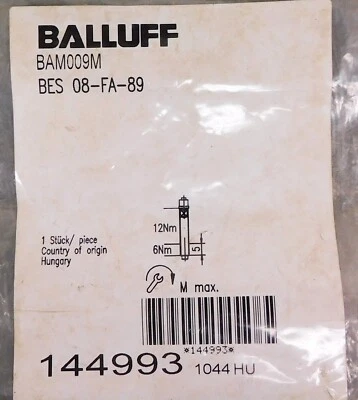 BALLUFF
BAM009M
BES 08-FA-89
12Nm
6Nm
5
1 Stück/ piece
Country of origin
Hungary
M max.
*144993*
144993 1044 HU